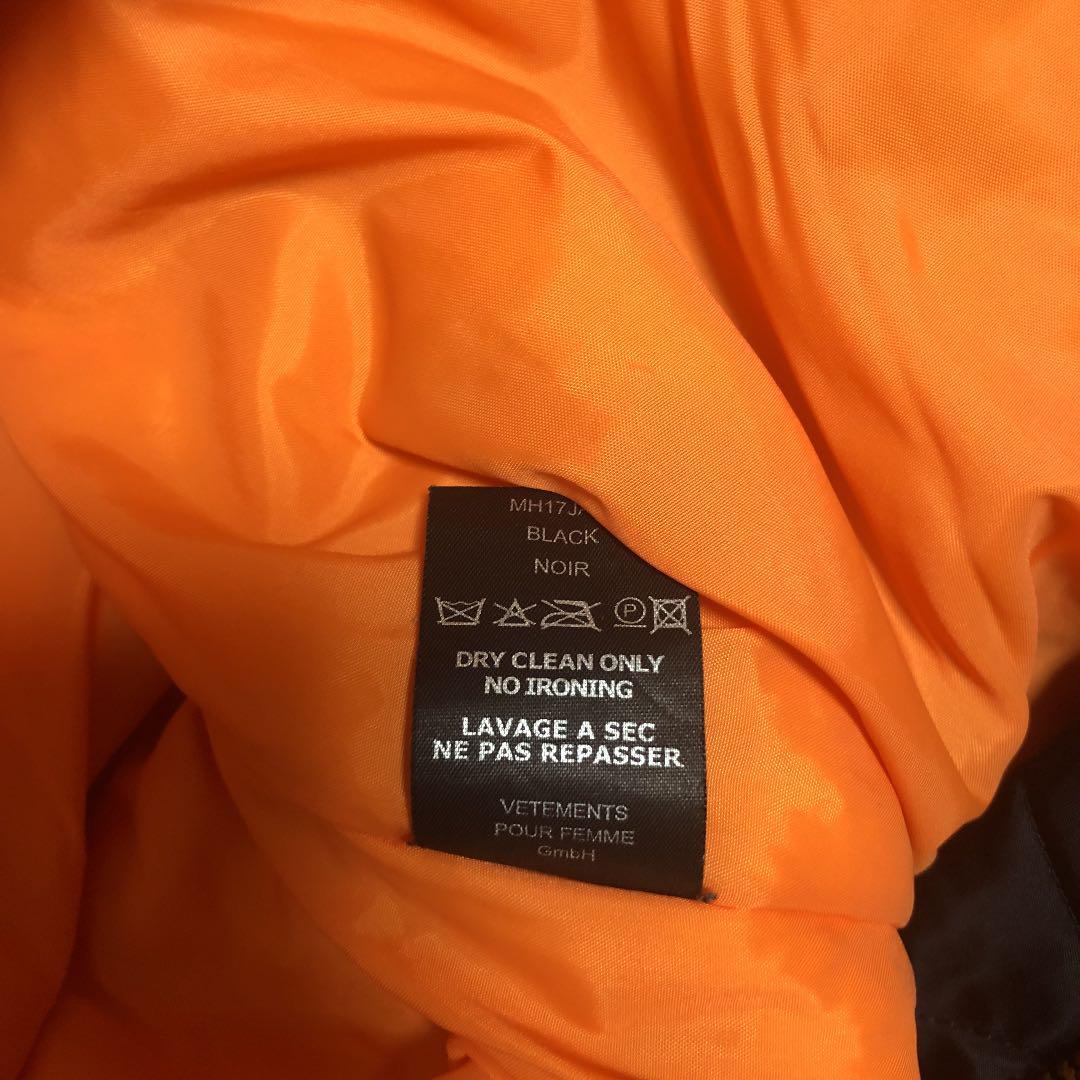 MH17JA
BLACK
NOIR
P
DRY CLEAN ONLY
NO IRONING
LAVAGE A SEC
NE PAS REPASSER
VETEMENTS
POUR FEMME
GmbH